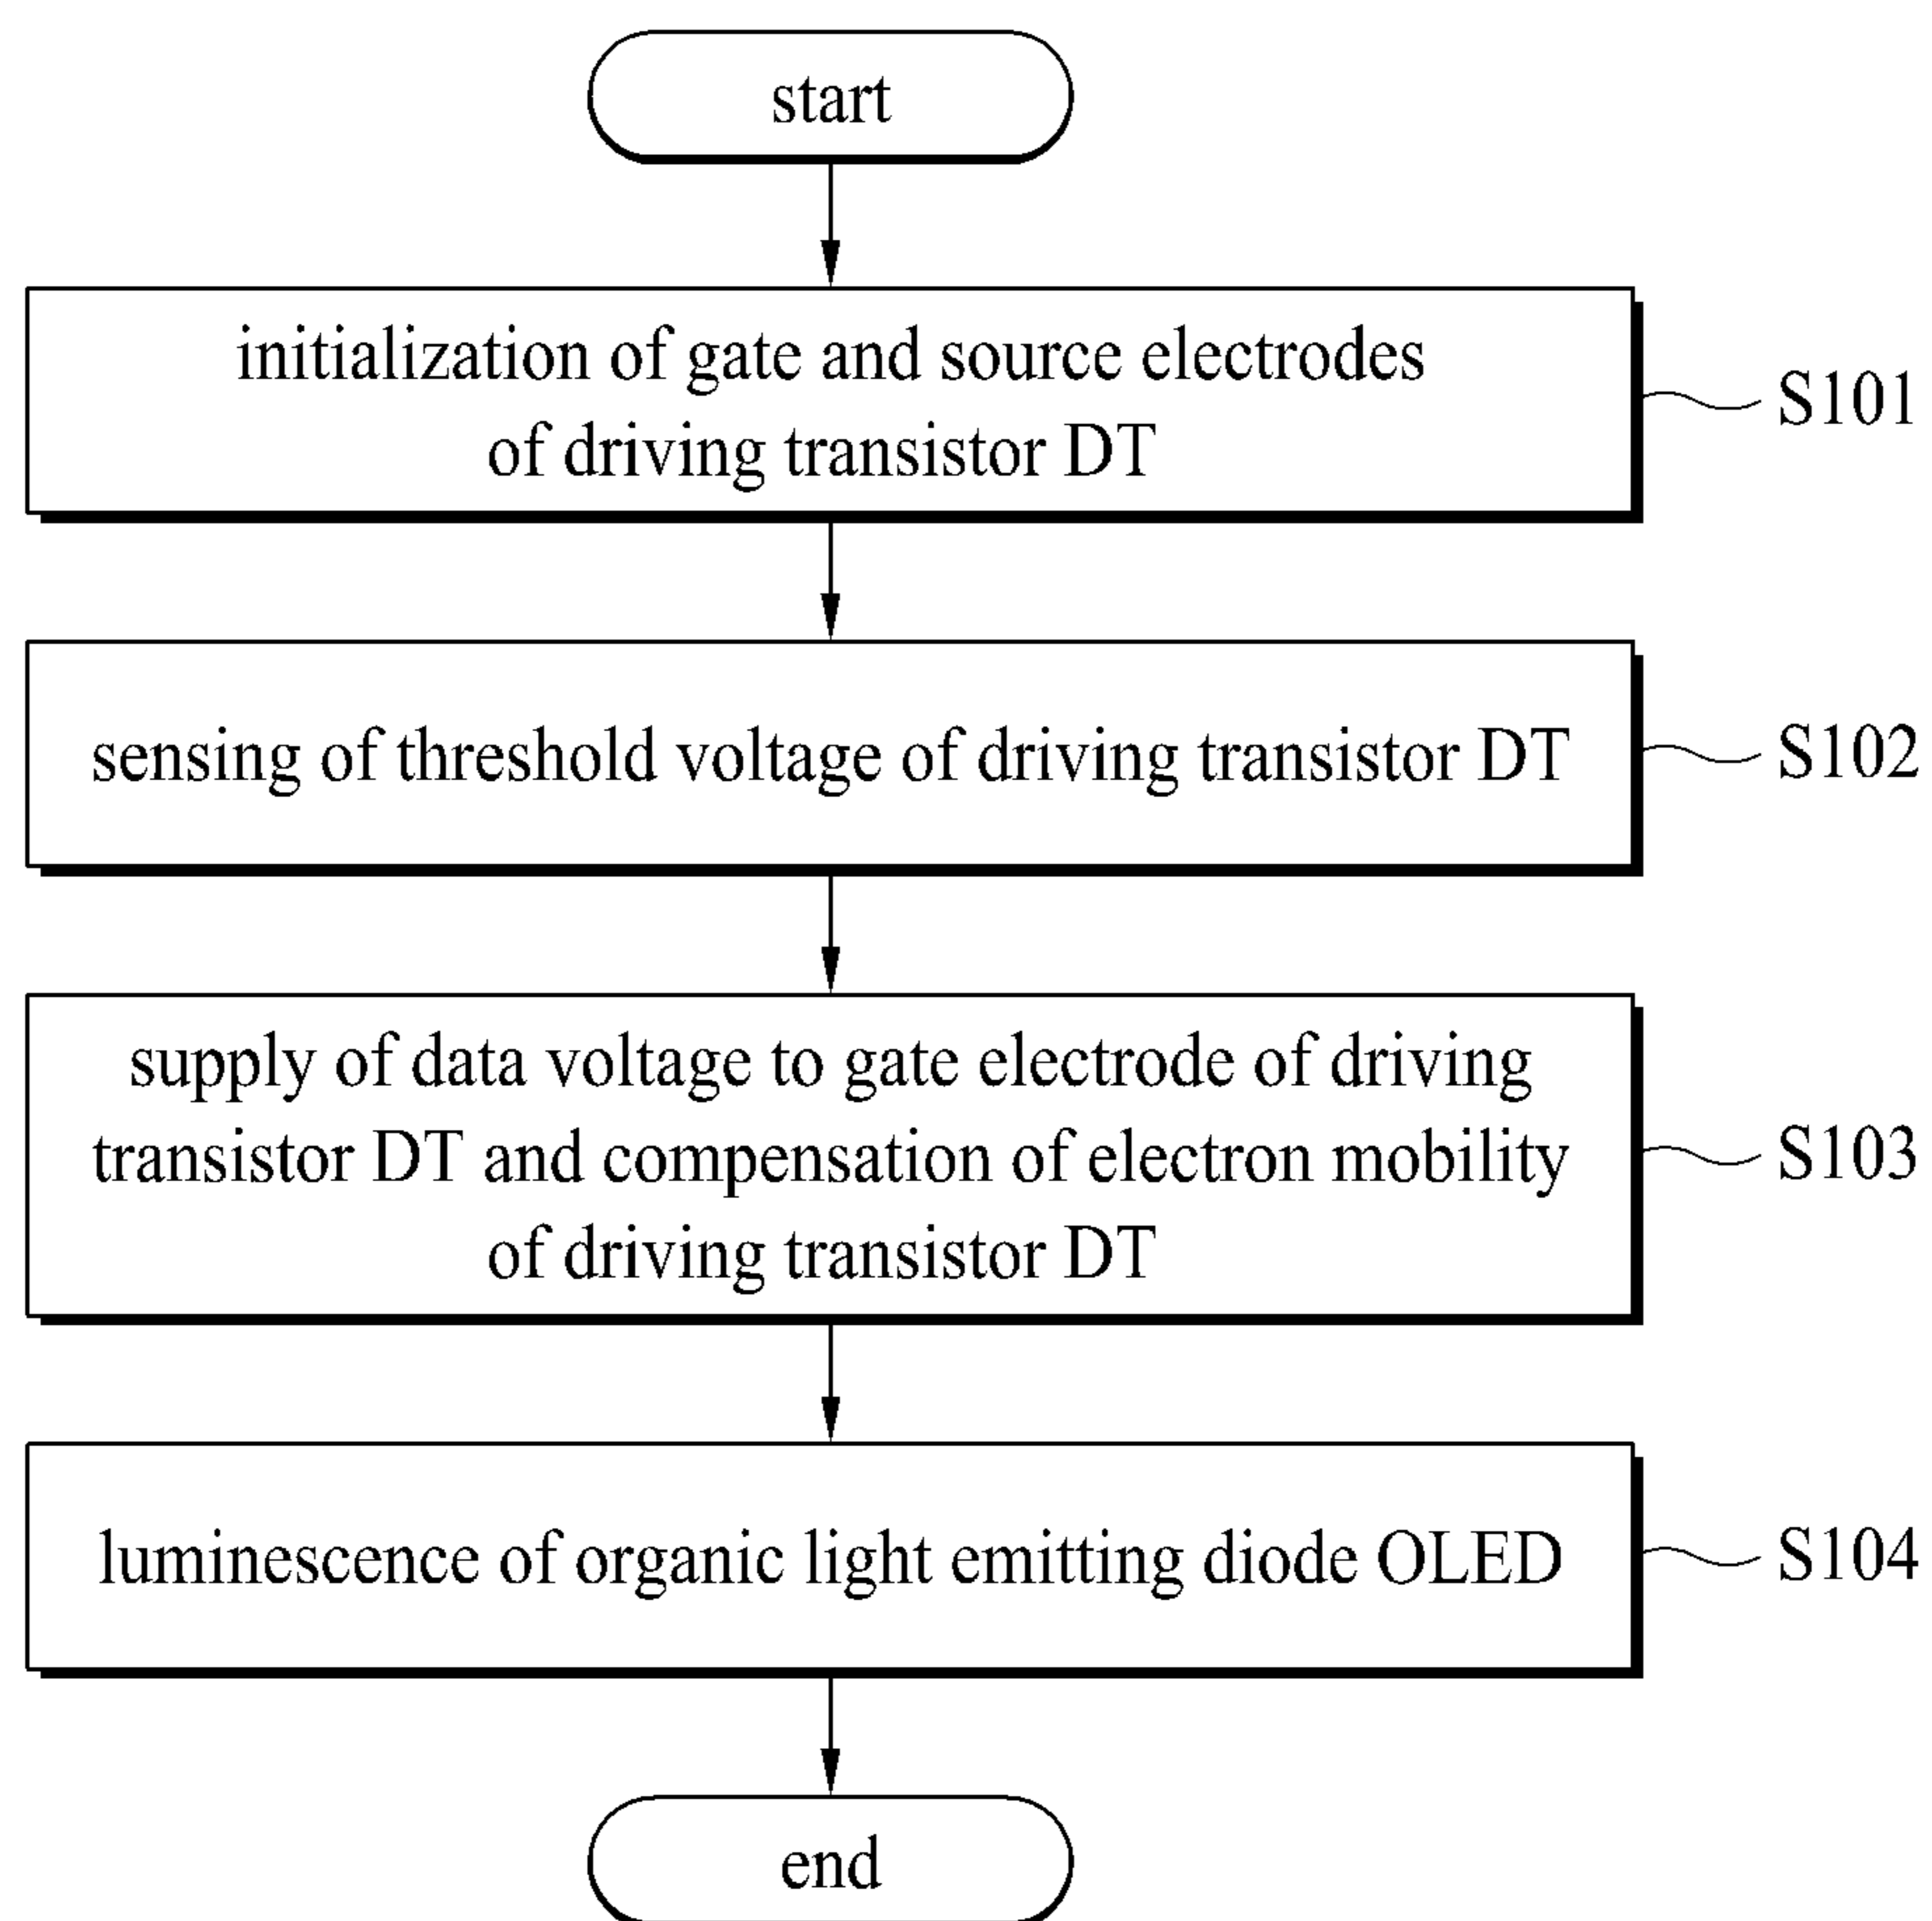 start
initialization of gate and source electrodes
of driving transistor DT
S101
sensing of threshold voltage of driving transistor DT
S102
supply of data voltage to gate electrode of driving
transistor DT and compensation of electron mobility
of driving transistor DT
S103
luminescence of organic light emitting diode OLED
S104
end